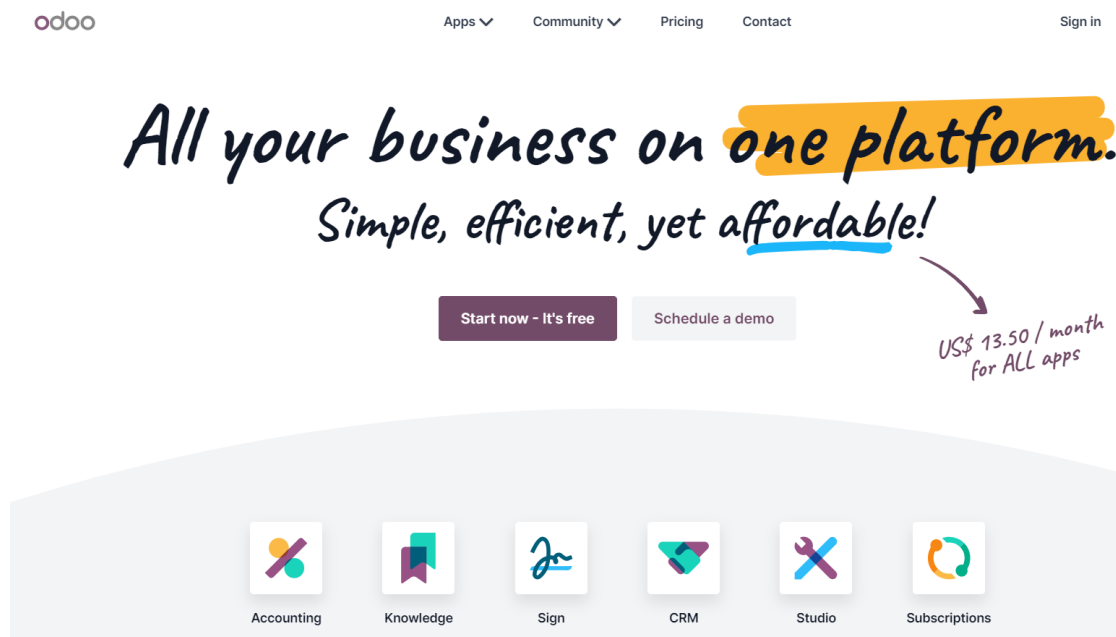 odoo
Apps Community Pricing Contact Sign in
All your business on one platform.
Simple, efficient, yet affordable!
Start now - It's free Schedule a demo
US$ 13.50 / month
for ALL apps
Accounting Knowledge Sign CRM Studio Subscriptions